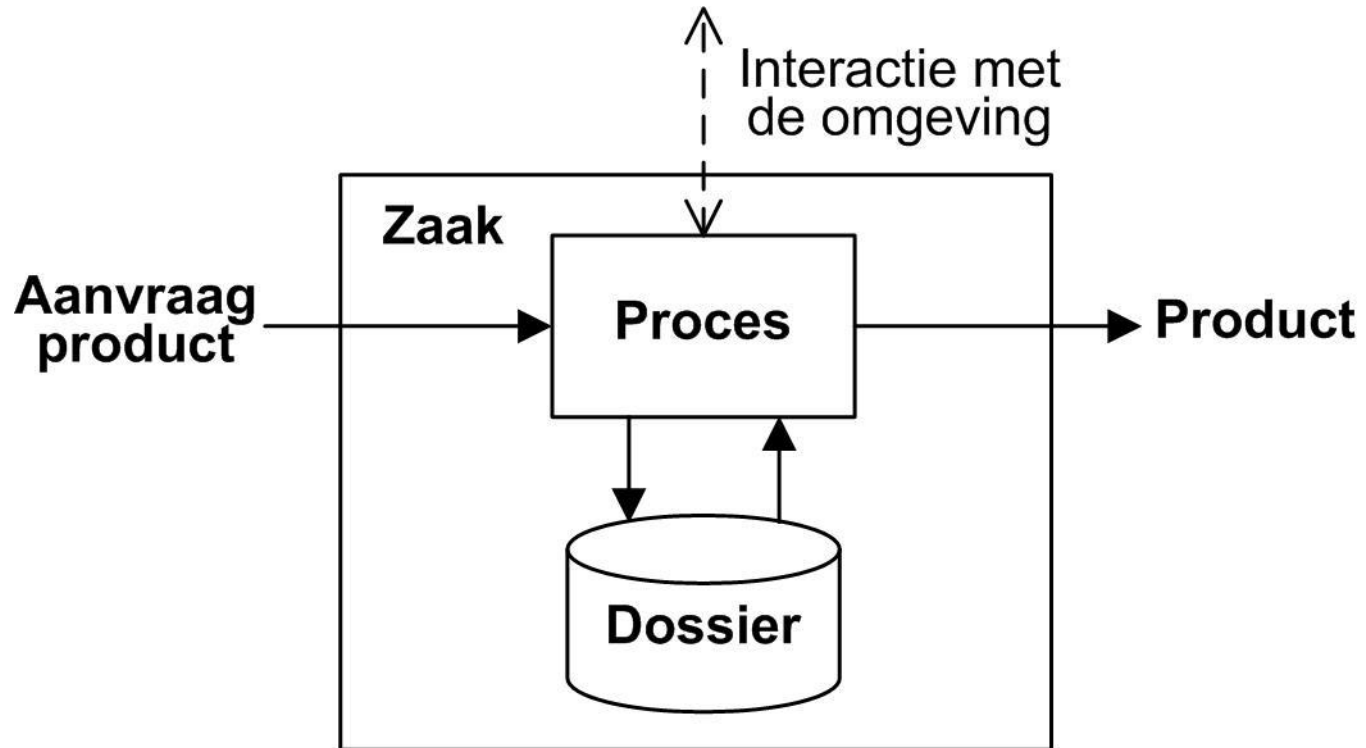 Interactie met
de omgeving
Zaak
Aanvraag
product
Proces
Product
Dossier